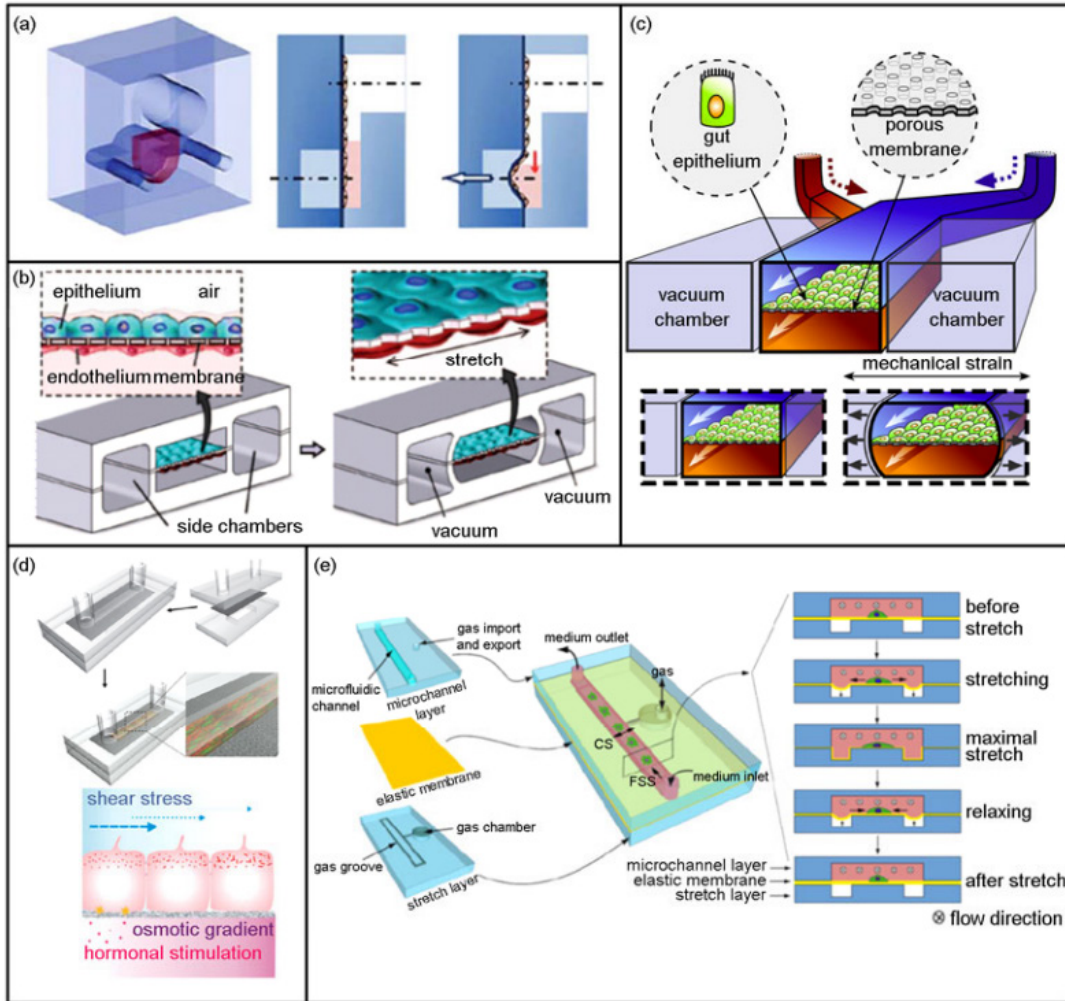 (a)
(b)
epithelium
air
endothelium
membrane
stretch
side chambers
vacuum
vacuum
(c)
gut
epithelium
porous
membrane
vacuum
chamber
vacuum
chamber
mechanical strain
(d)
shear stress
osmotic gradient
hormonal stimulation
(e)
gas import
and export
microfluidic
channel
microchannel
layer
elastic membrane
gas chamber
gas groove
stretch layer
medium outlet
gas
CS
FSS
medium inlet
before
stretch
stretching
maximal
stretch
relaxing
microchannel layer
elastic membrane
stretch layer
after stretch
⊗ flow direction